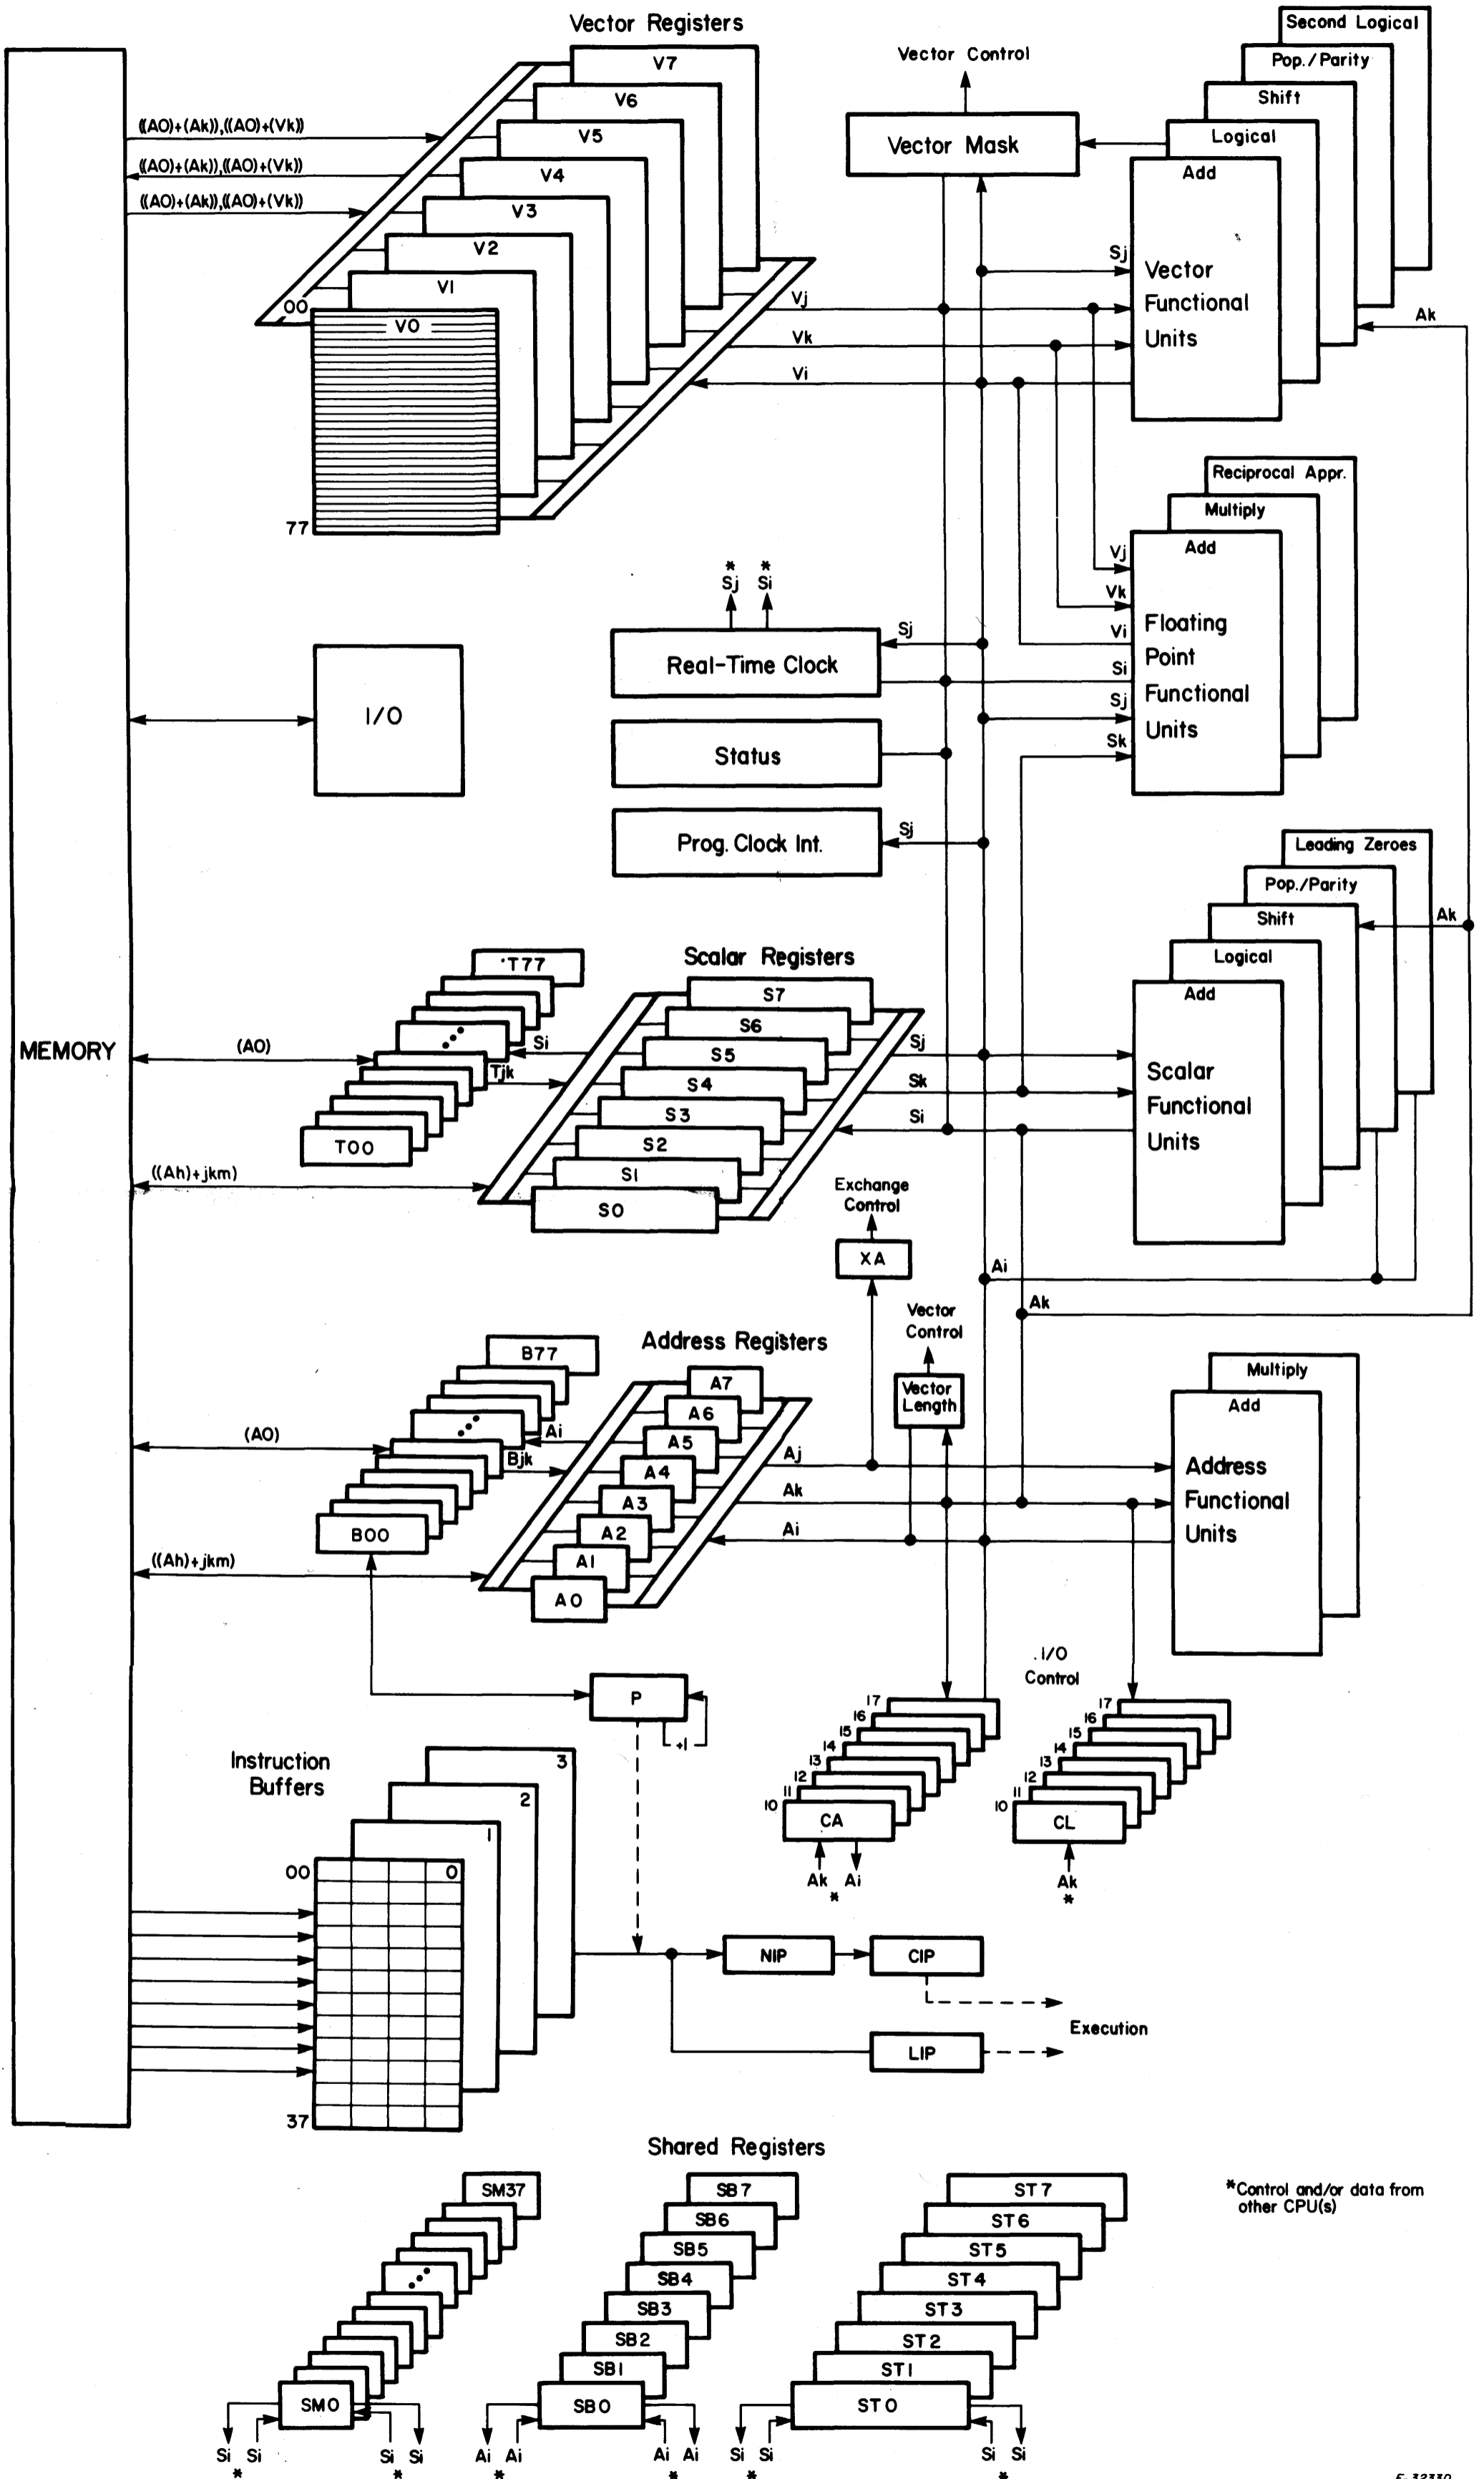 Vector Registers
Second Logical
Pop./Parity
Shift
Logical
Add
Vector Control
Vector Mask
V7
V6
V5
V4
V3
V2
V1
V0
00
77
((A0)+(Ak)),((A0)+(Vk))
((A0)+(Ak)),((A0)+(Vk))
((A0)+(Ak)),((A0)+(Vk))
Sj
Vj
Vk
Vi
Vector
Functional
Units
Ak
Reciprocal Appr.
Multiply
Add
Vj
Vk
Vi
Si
Sj
Sk
Floating
Point
Functional
Units
* *
Sj Si
Real-Time Clock
Sj
I/O
Status
Prog. Clock Int.
Sj
Leading Zeroes
Pop./Parity
Shift
Ak
Logical
Add
Scalar
Functional
Units
MEMORY
Scalar Registers
T77
T00
(A0)
Si
Tjk
((Ah)+jkm)
S7
S6
S5
S4
S3
S2
S1
S0
Sj
Sk
Si
Exchange
Control
XA
Ai
Ak
Vector
Control
Vector
Length
Address Registers
B77
B00
(A0)
Ai
Bjk
((Ah)+jkm)
A7
A6
A5
A4
A3
A2
A1
A0
Aj
Ak
Ai
Multiply
Add
Address
Functional
Units
P
+1
I/O
Control
17
16
15
14
13
12
11
10
CA
Ak Ai
*
17
16
15
14
13
12
11
10
CL
Ak
*
Instruction
Buffers
3
2
1
0
00
37
NIP
CIP
LIP
Execution
Shared Registers
SM37
SM0
Si Si
*
Si Si
*
SB7
SB6
SB5
SB4
SB3
SB2
SB1
SB0
Ai Ai
*
Ai Ai
*
ST7
ST6
ST5
ST4
ST3
ST2
ST1
ST0
Si Si
*
Si Si
*
*Control and/or data from
other CPU(s)